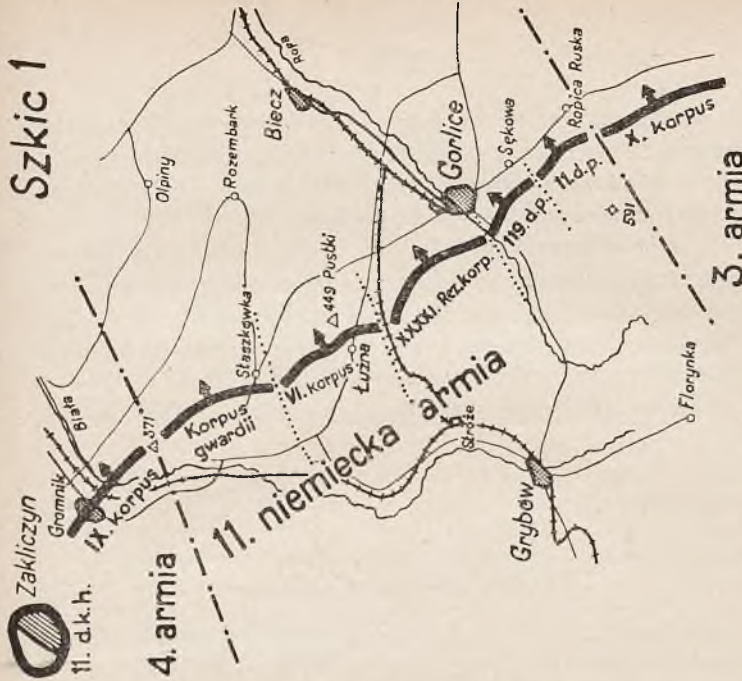 Szkic 1
Zakliczyn
11. d.k.h.
Gromnik
Biała
Olpiny
Rozembark
Biecz
Ropa
IX. korpus
371
4. armia
Korpus
gwardii
Staszkówka
449 Pustki
VI. korpus
Łużna
11. niemiecka armia
XXXXI. Rez.korp.
Gorlice
Sękowa
119. d.p.
11.d.p.
Ropica Ruska
X. korpus
591
3. armia
Stróże
Grybów
Florynka